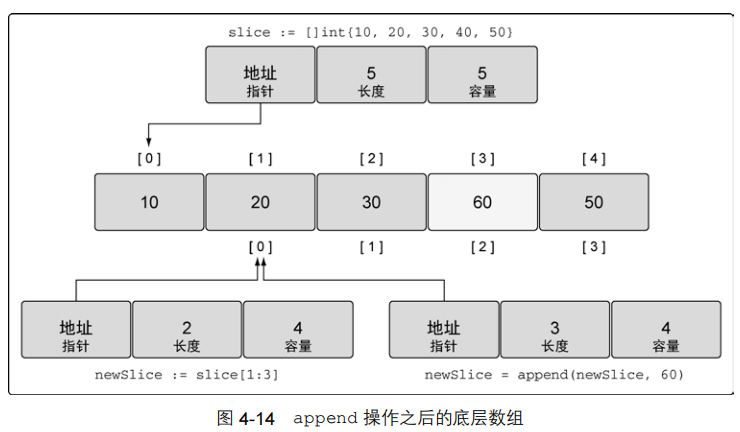 slice := []int{10, 20, 30, 40, 50}
地址 5 5
指针 长度 容量
[0] [1] [2] [3] [4]
10 20 30 60 50
[0] [1] [2] [3]
地址 2 4 地址 3 4
指针 长度 容量 指针 长度 容量
newSlice := slice[1:3] newSlice = append(newSlice, 60)
图 4-14 append 操作之后的底层数组